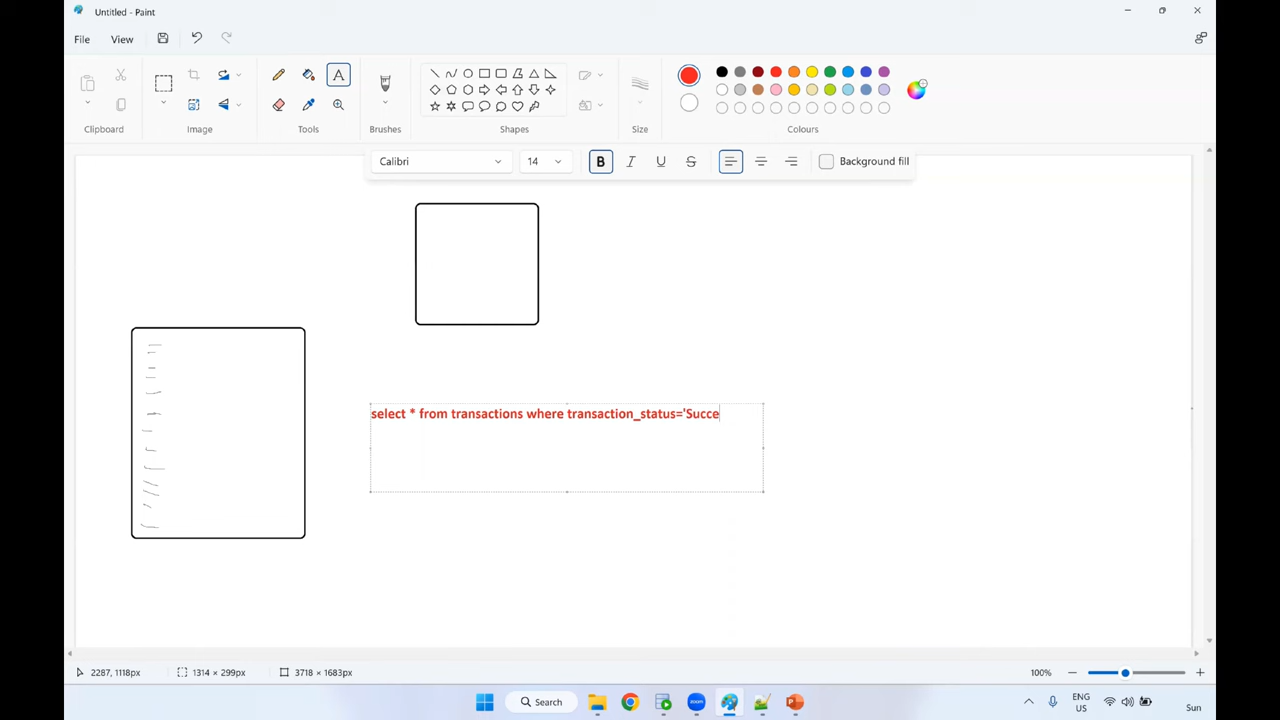 Untitled - Paint
File
View
Clipboard
Image
Tools
Brushes
Shapes
Size
Colours
Calibri
14
B
I
U
S
Background fill
select * from transactions where transaction_status='Succe
2287, 1118px
1314 × 299px
3718 × 1683px
100%
Search
ENG
US
Sun